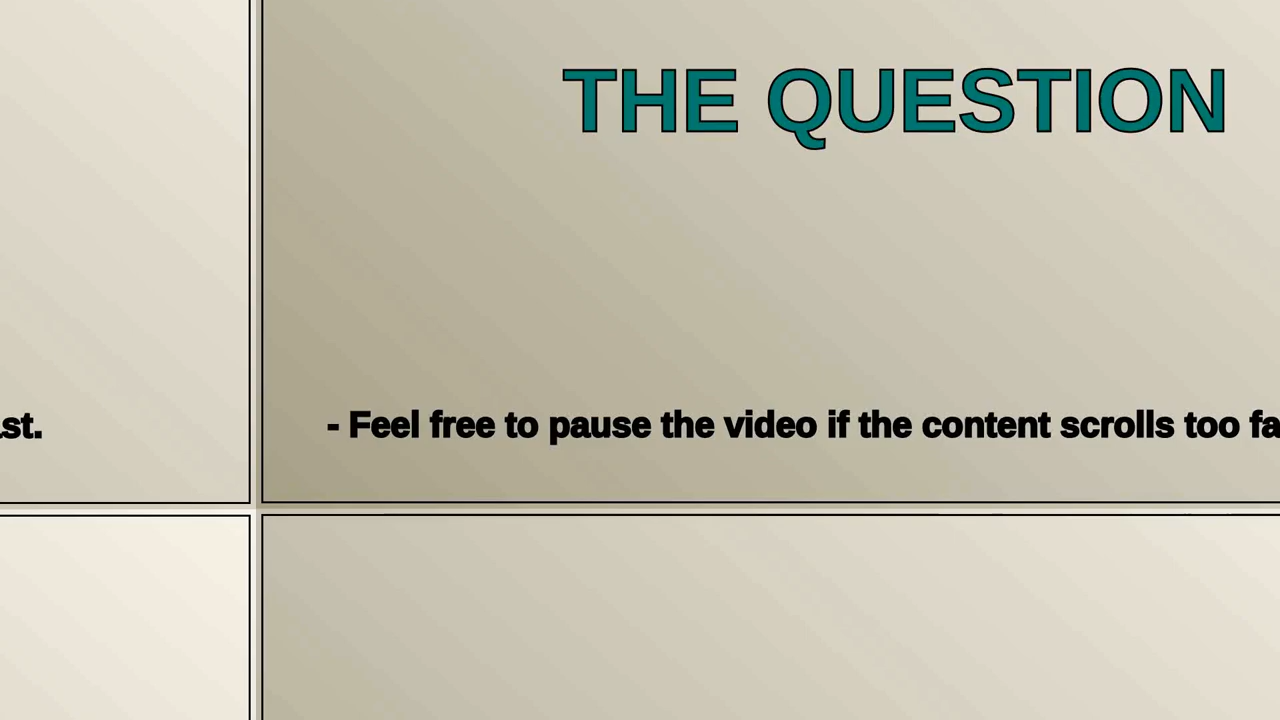 THE QUESTION
st.
- Feel free to pause the video if the content scrolls too fa